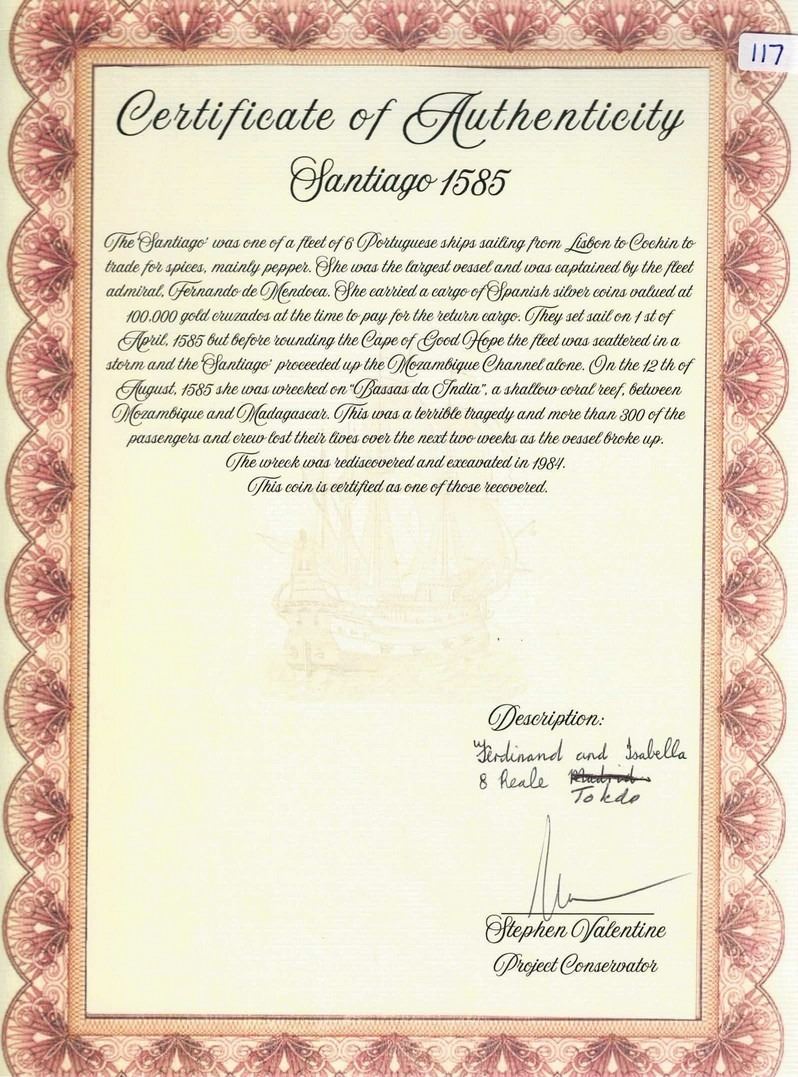 117
Certificate of Authenticity
Santiago 1585
The 'Santiago' was one of a fleet of 6 Portuguese ships sailing from Lisbon to Cochin to
trade for spices, mainly pepper. She was the largest vessel and was captained by the fleet
admiral, Fernando de Mendoca. She carried a cargo of Spanish silver coins valued at
100.000 gold cruzados at the time to pay for the return cargo. They set sail on 1 st of
April, 1585 but before rounding the Cape of Good Hope the fleet was scattered in a
storm and the 'Santiago' proceeded up the Mozambique Channel alone. On the 12 th of
August, 1585 she was wrecked on "Bassas da India", a shallow coral reef, between
Mozambique and Madagascar. This was a terrible tragedy and more than 300 of the
passengers and crew lost their lives over the next two weeks as the vessel broke up.
The wreck was rediscovered and excavated in 1984.
This coin is certified as one of those recovered.
Description:
Ferdinand and Isabella
8 Reale Madrid
Toledo
Stephen Valentine
Project Conservator